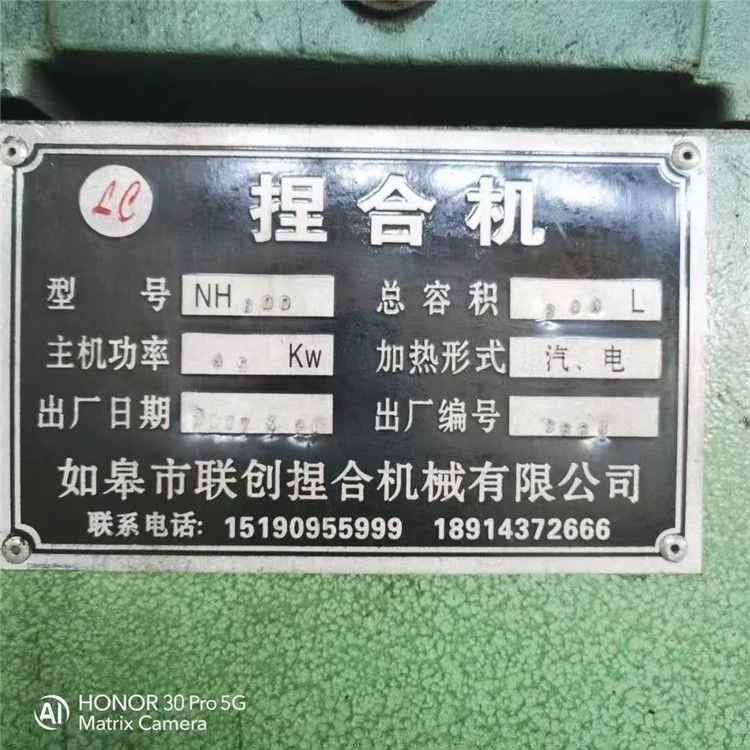 LC
捏合机
型 号 NH
总容积 L
主机功率 Kw
加热形式 汽、电
出厂日期
出厂编号
如皋市联创捏合机械有限公司
联系电话: 15190955999 18914372666
AI HONOR 30 Pro 5G
Matrix Camera